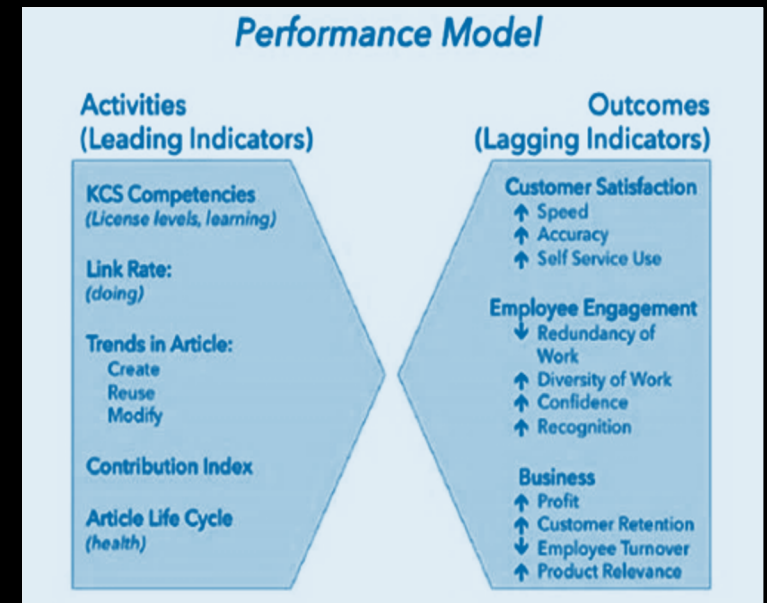 Performance Model
Activities
(Leading Indicators)
KCS Competencies
(License levels, learning)
Link Rate:
(doing)
Trends in Article:
Create
Reuse
Modify
Contribution Index
Article Life Cycle
(health)
Outcomes
(Lagging Indicators)
Customer Satisfaction
↑ Speed
↑ Accuracy
↑ Self Service Use
Employee Engagement
↓ Redundancy of
Work
↑ Diversity of Work
↑ Confidence
↑ Recognition
Business
↑ Profit
↑ Customer Retention
↓ Employee Turnover
↑ Product Relevance